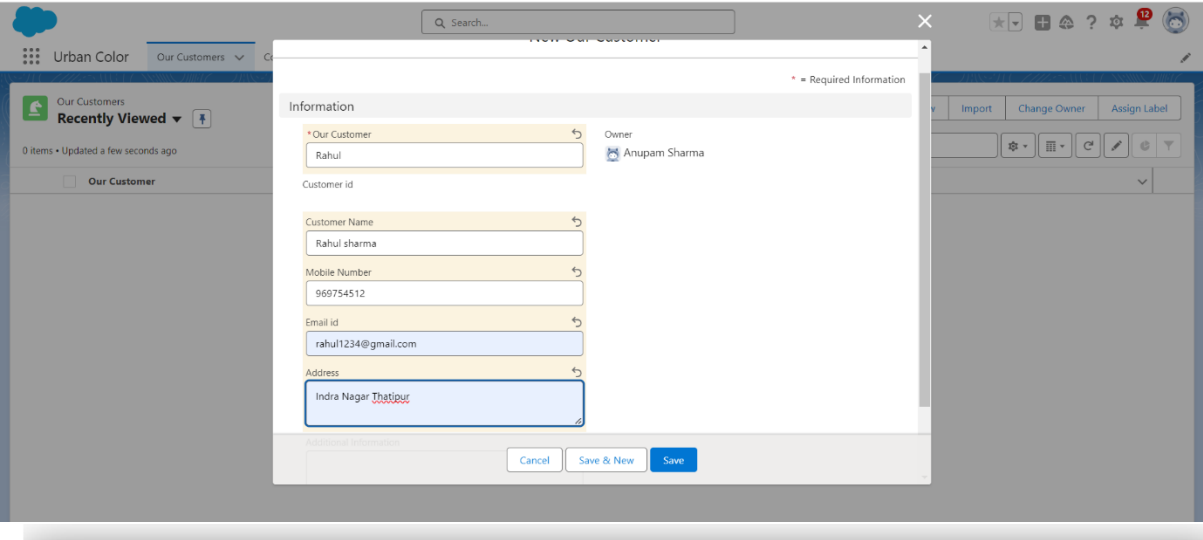 Search...
12
Urban Color
Our Customers
New Our Customer
* = Required Information
Our Customers
Recently Viewed
Import
Change Owner
Assign Label
0 items • Updated a few seconds ago
Our Customer
Information
*Our Customer
Rahul
Owner
Anupam Sharma
Customer id
Customer Name
Rahul sharma
Mobile Number
969754512
Email id
rahul1234@gmail.com
Address
Indra Nagar Thatipur
Additional Information
Cancel
Save & New
Save